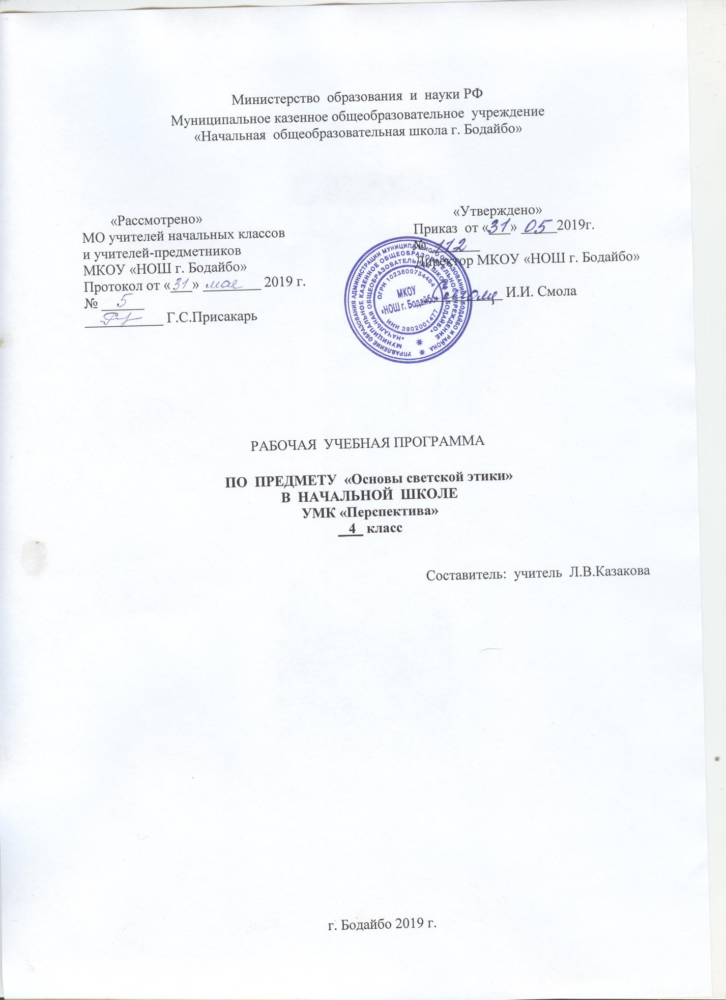 Министерство образования и науки РФ
Муниципальное казенное общеобразовательное учреждение
«Начальная общеобразовательная школа г. Бодайбо»
«Рассмотрено»
МО учителей начальных классов
и учителей-предметников
МКОУ «НОШ г. Бодайбо»
Протокол от «31» мая 2019 г.
№ 5
Г.С.Присакарь
«Утверждено»
Приказ от «31» 05 2019г.
№ 112
Директор МКОУ «НОШ г. Бодайбо»
И.И. Смола
УПРАВЛЕНИЕ ОБРАЗОВАНИЯ АДМИНИСТРАЦИИ МУНИЦИПАЛЬНОГО ОБРАЗОВАНИЯ Г. БОДАЙБО И РАЙОНА
МУНИЦИПАЛЬНОЕ КАЗЕННОЕ ОБЩЕОБРАЗОВАТЕЛЬНОЕ УЧРЕЖДЕНИЕ
«НАЧАЛЬНАЯ ОБЩЕОБРАЗОВАТЕЛЬНАЯ ШКОЛА Г. БОДАЙБО»
ОГРН 1023800734484
МКОУ
«НОШ г. Бодайбо»
ИНН 3802001477
РАБОЧАЯ УЧЕБНАЯ ПРОГРАММА
ПО ПРЕДМЕТУ «Основы светской этики»
В НАЧАЛЬНОЙ ШКОЛЕ
УМК «Перспектива»
4 класс
Составитель: учитель Л.В.Казакова
г. Бодайбо 2019 г.